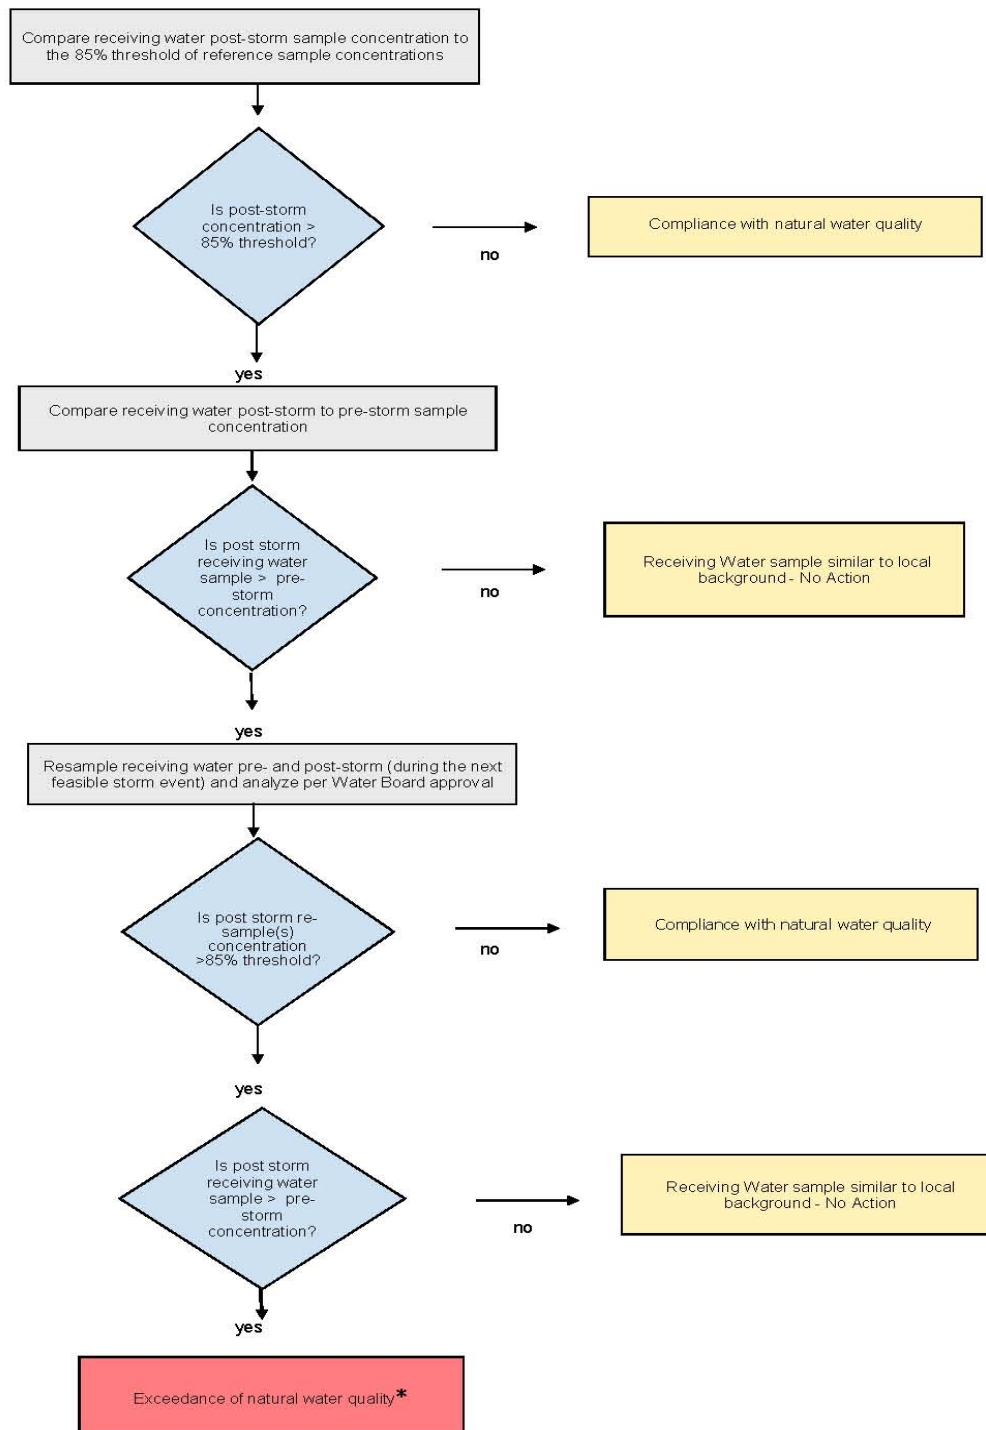 Compare receiving water post-storm sample concentration to
the 85% threshold of reference sample concentrations
Is post-storm
concentration >
85% threshold?
no
Compliance with natural water quality
yes
Compare receiving water post-storm to pre-storm sample
concentration
Is post storm
receiving water
sample > pre-
storm
concentration?
no
Receiving Water sample similar to local
background - No Action
yes
Resample receiving water pre- and post-storm (during the next
feasible storm event) and analyze per Water Board approval
Is post storm re-
sample(s)
concentration
>85% threshold?
no
Compliance with natural water quality
yes
Is post storm
receiving water
sample > pre-
storm
concentration?
no
Receiving Water sample similar to local
background - No Action
yes
Exceedance of natural water quality*